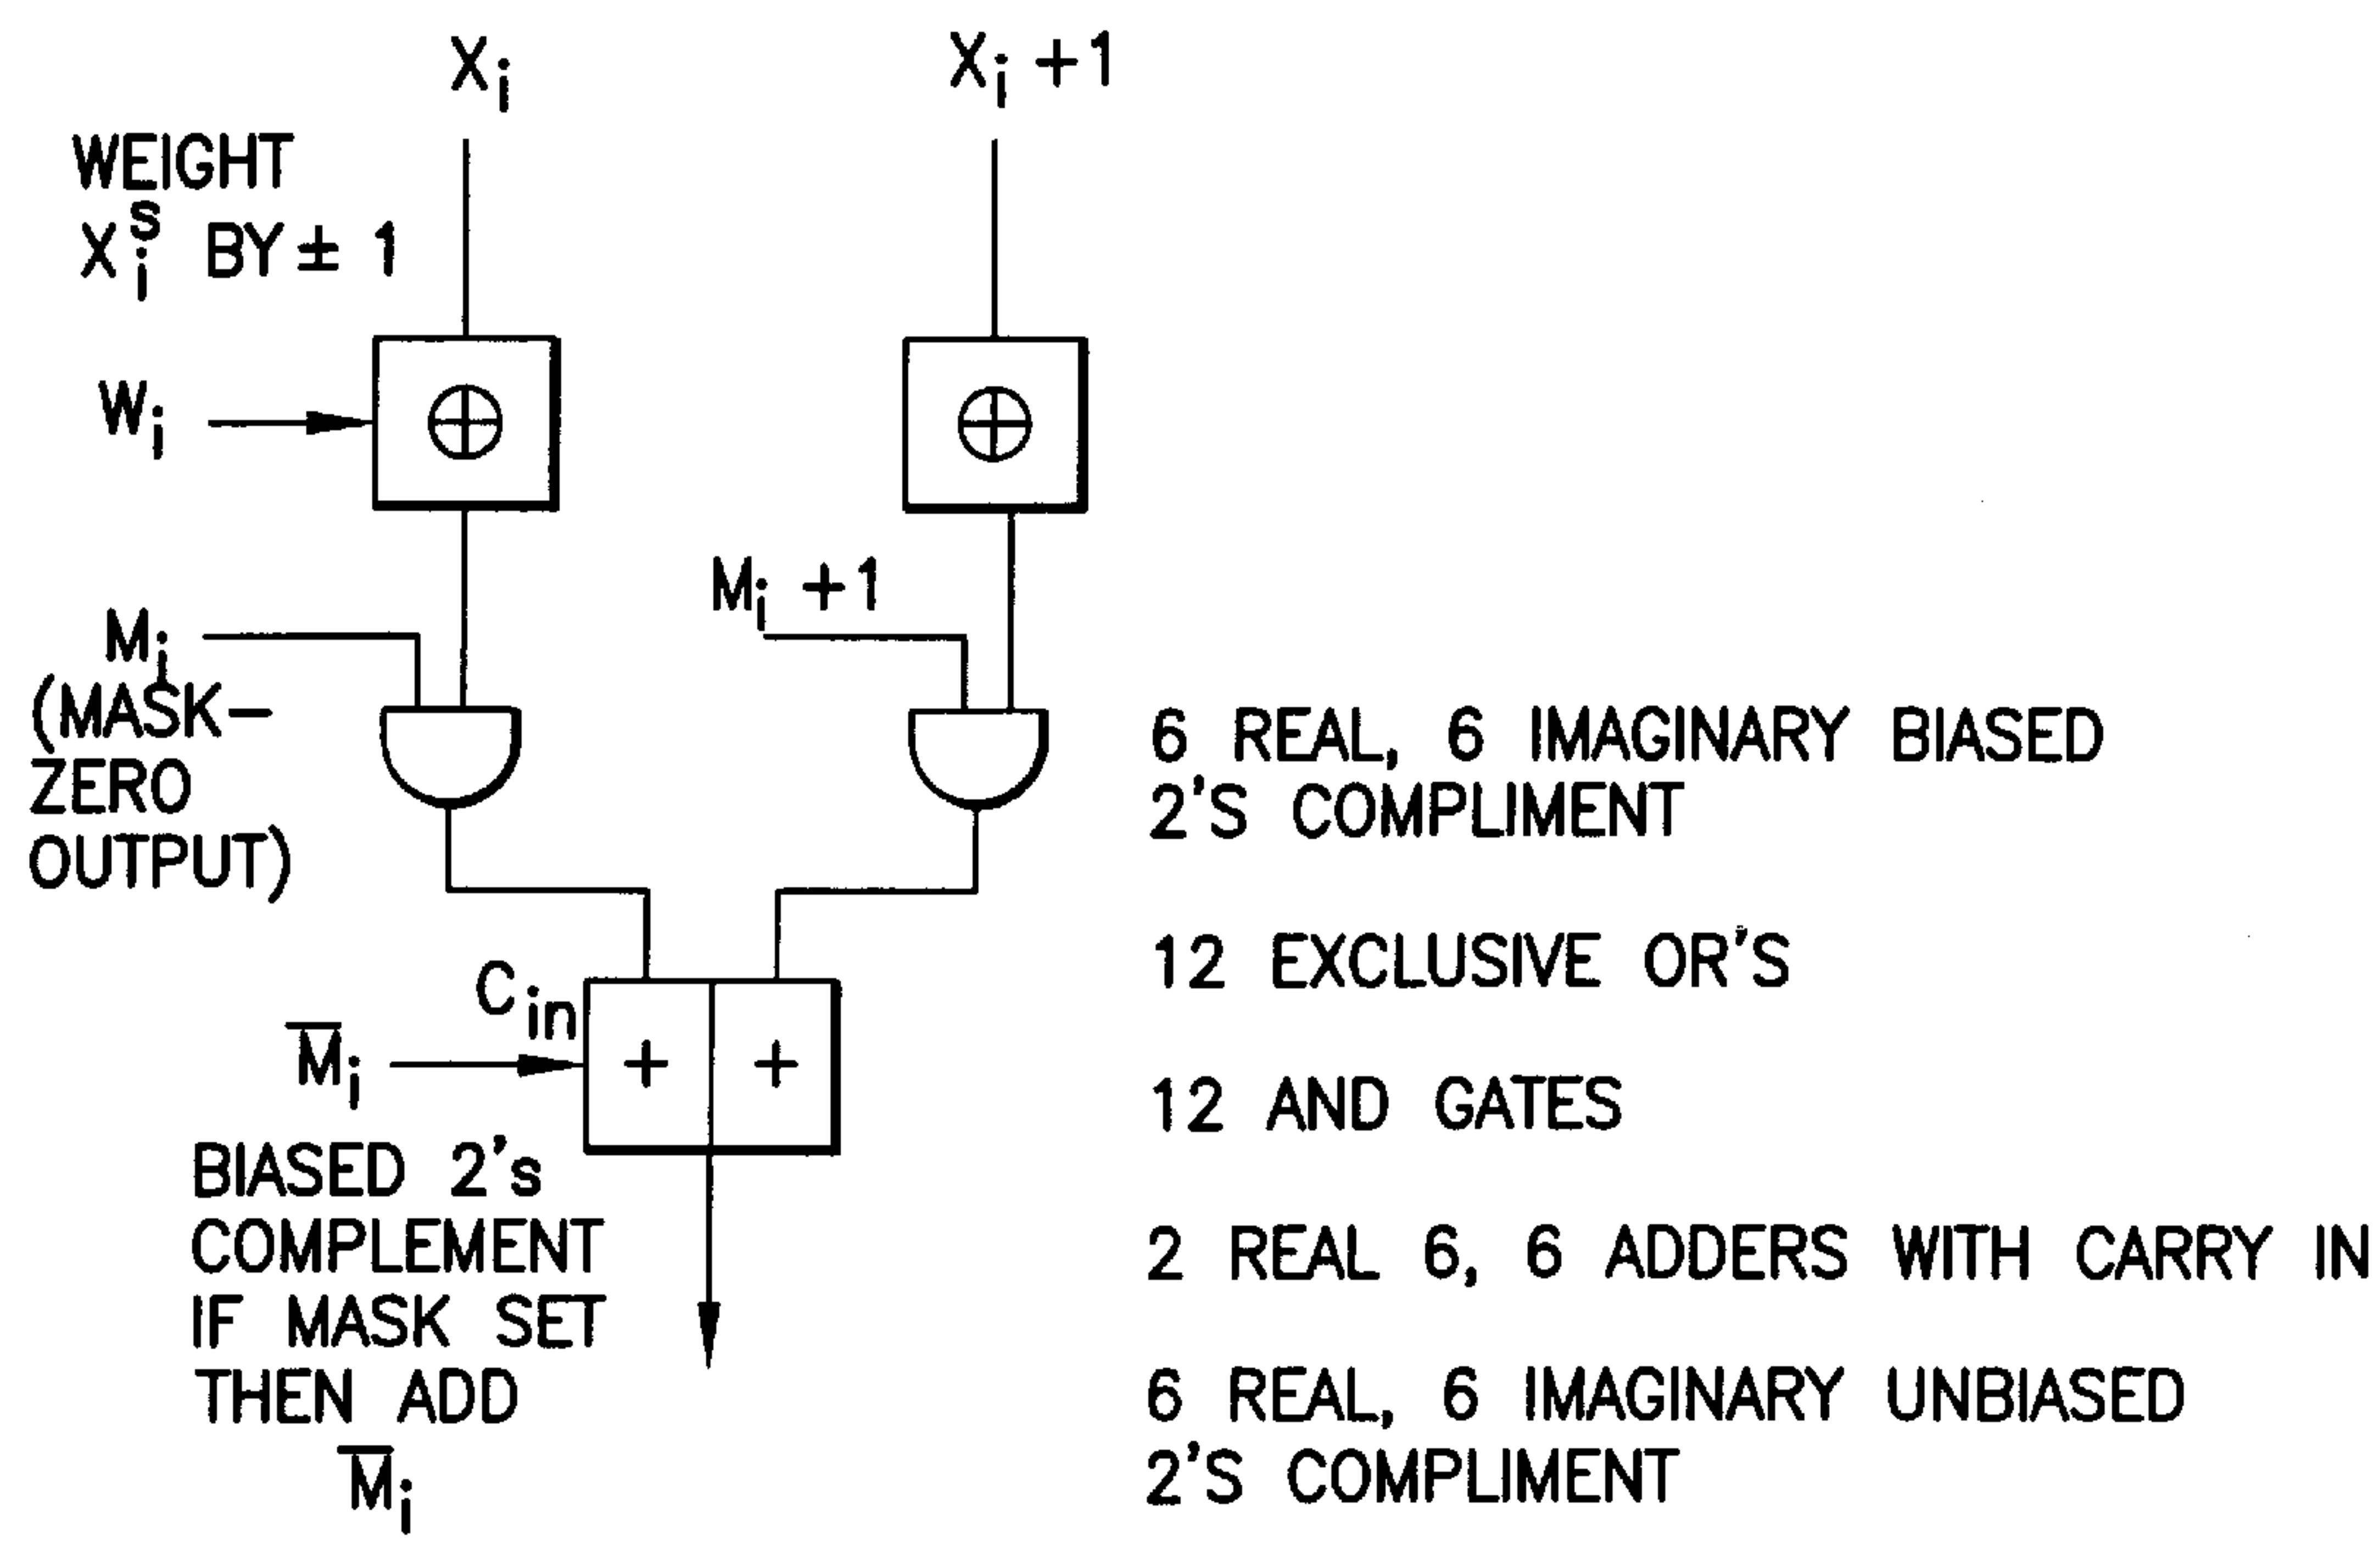 Xi
Xi +1
WEIGHT
Xi^s BY ± 1
Wi
Mi +1
Mi
(MASK-
ZERO
OUTPUT)
6 REAL, 6 IMAGINARY BIASED
2'S COMPLIMENT
12 EXCLUSIVE OR'S
Cin
+ +
M̅i
12 AND GATES
BIASED 2's
COMPLEMENT
IF MASK SET
THEN ADD
M̅i
2 REAL 6, 6 ADDERS WITH CARRY IN
6 REAL, 6 IMAGINARY UNBIASED
2'S COMPLIMENT